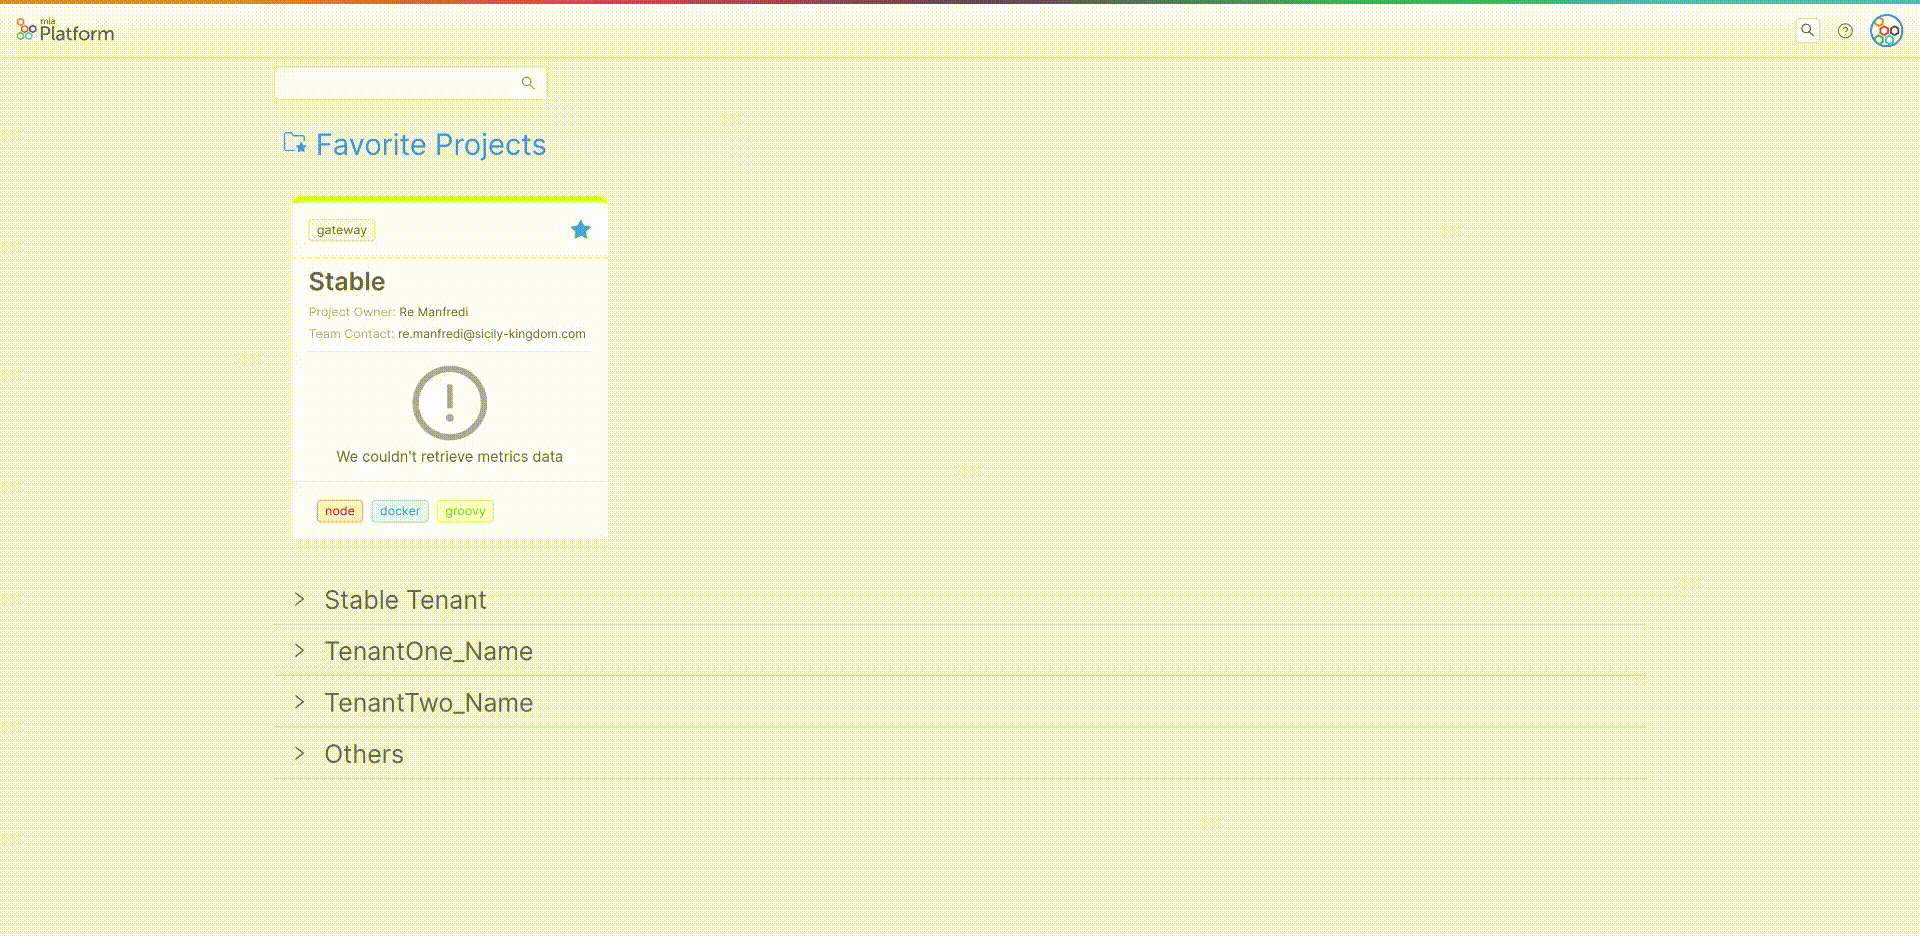 mia
Platform
Favorite Projects
gateway
Stable
Project Owner: Re Manfredi
Team Contact: re.manfredi@sicily-kingdom.com
We couldn't retrieve metrics data
node docker groovy
Stable Tenant
TenantOne_Name
TenantTwo_Name
Others